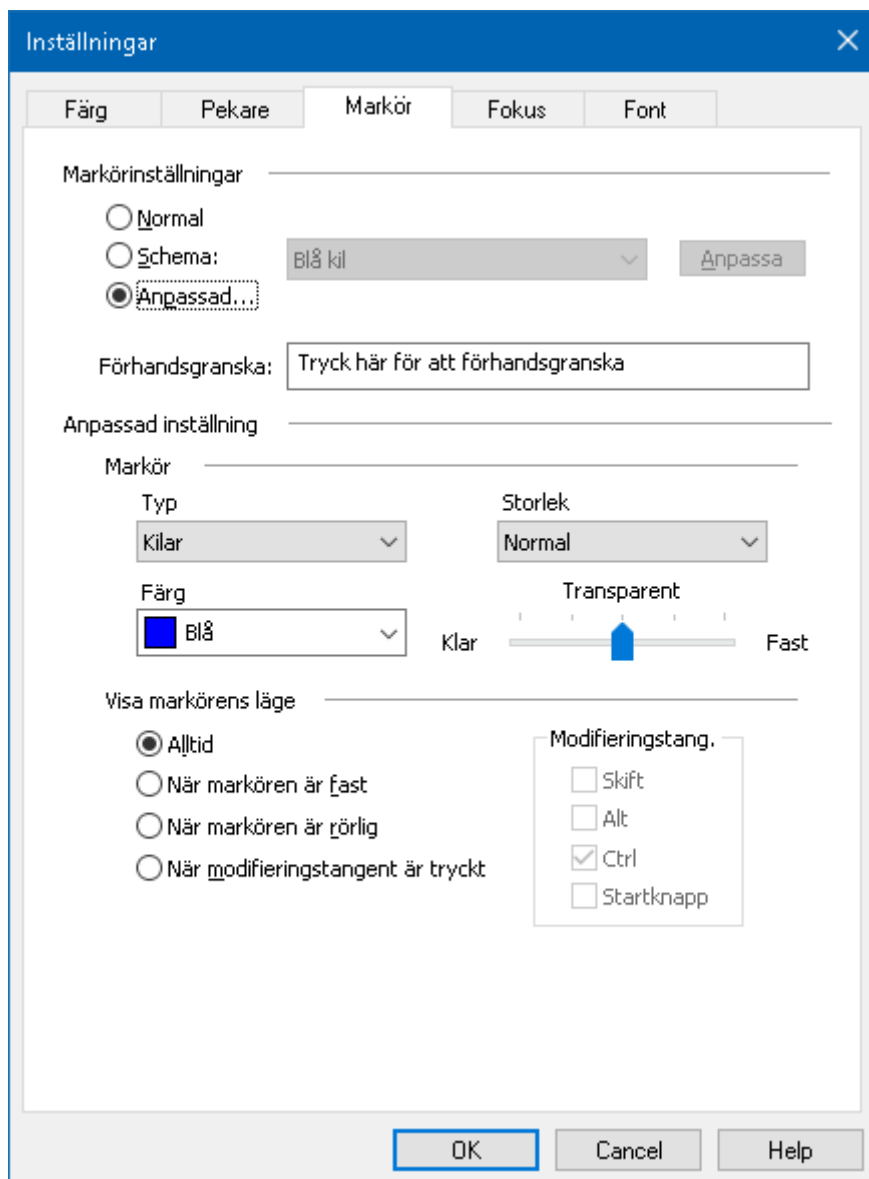 Inställningar
Färg Pekare Markör Fokus Font
Markörinställningar
Normal
Schema: Blå kil Anpassa
Anpassad...
Förhandsgranska: Tryck här för att förhandsgranska
Anpassad inställning
Markör
Typ Storlek
Kilar Normal
Färg Transparent
Blå Klar Fast
Visa markörens läge
Alltid Modifieringstang.
När markören är fast Skift
När markören är rörlig Alt
När modifieringstangent är tryckt Ctrl
Startknapp
OK Cancel Help